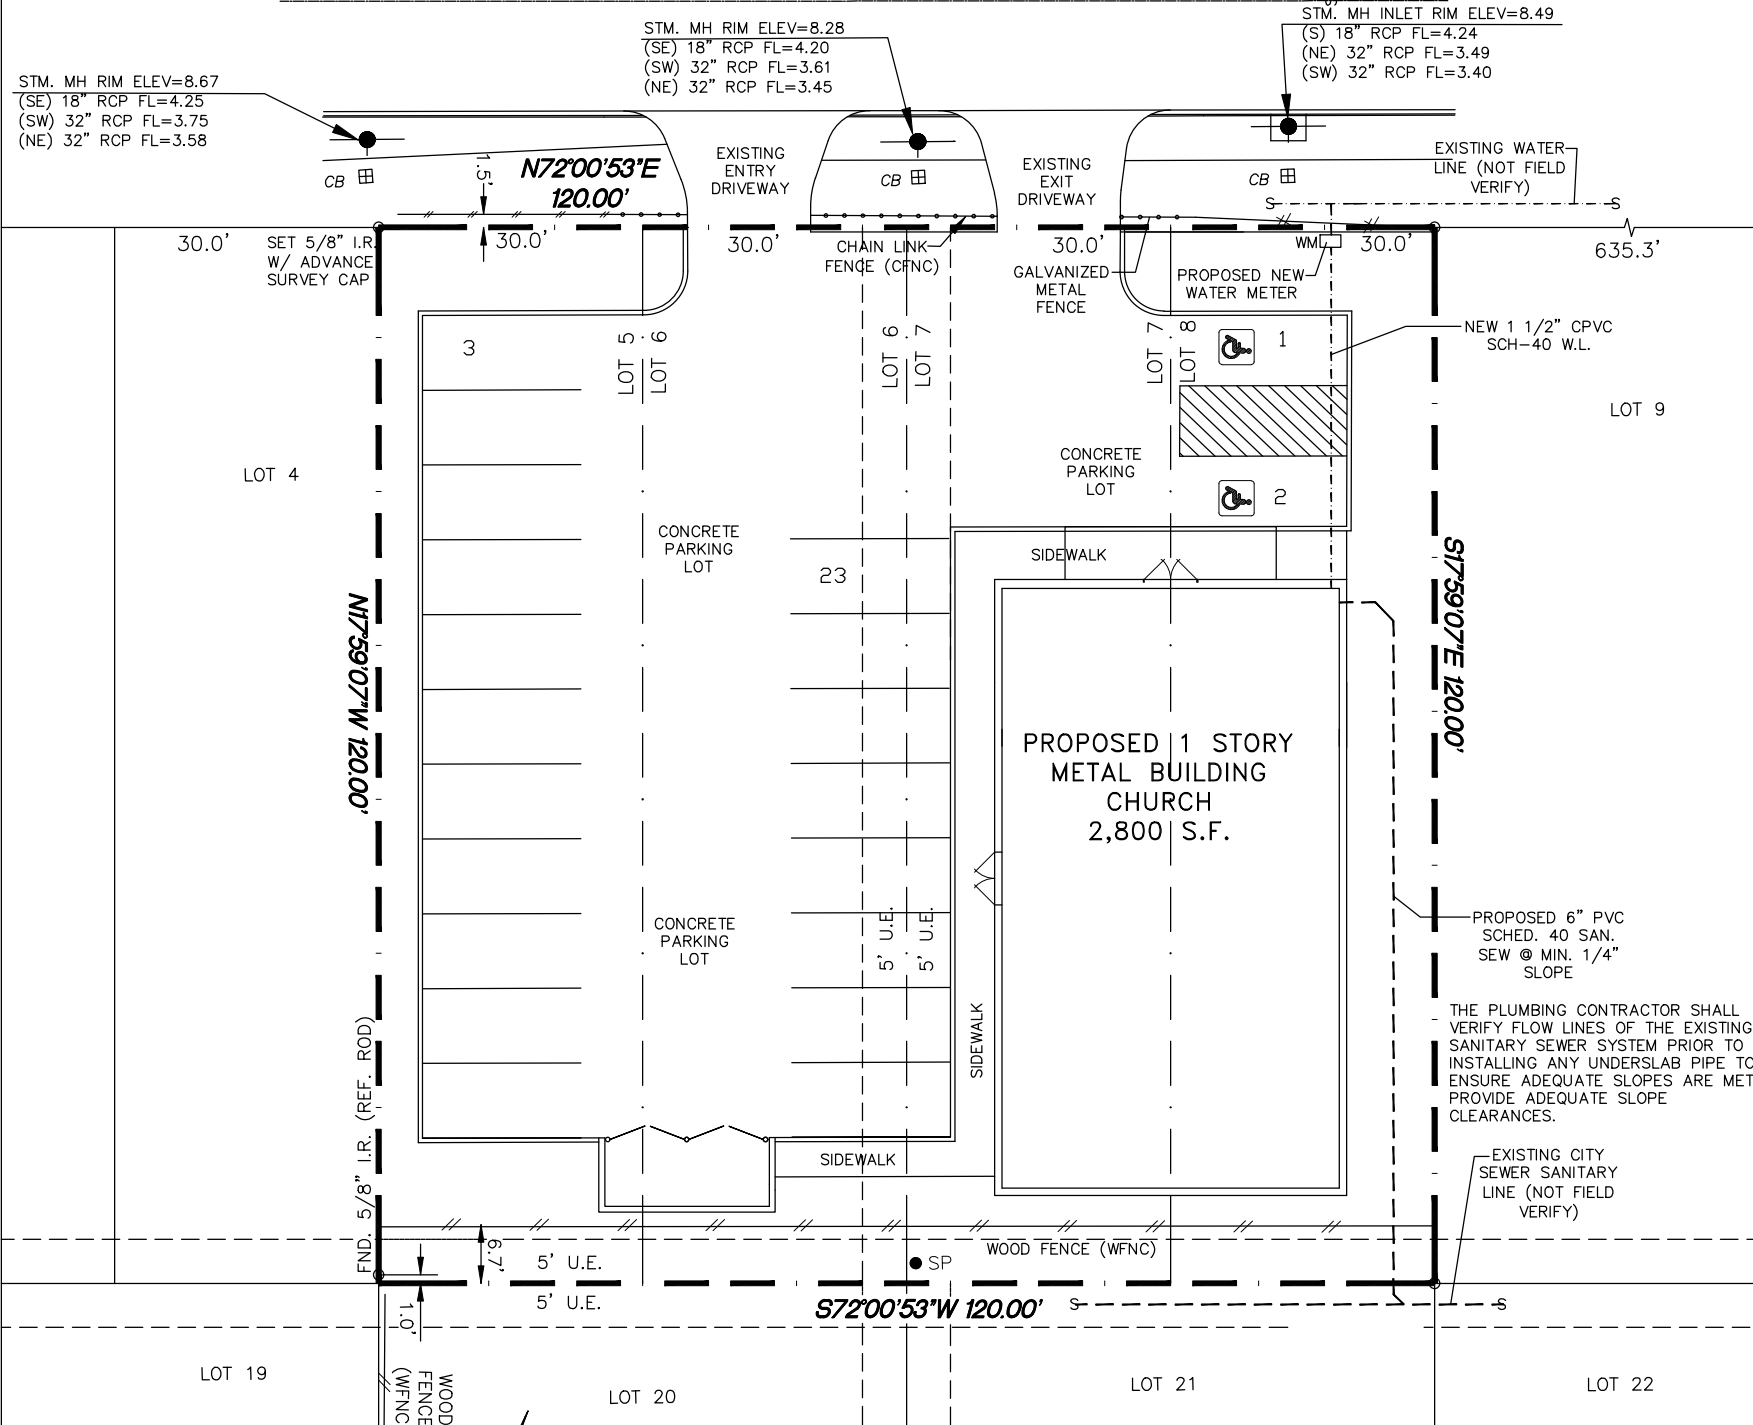 STM. MH RIM ELEV=8.67
(SE) 18" RCP FL=4.25
(SW) 32" RCP FL=3.75
(NE) 32" RCP FL=3.58
STM. MH RIM ELEV=8.28
(SE) 18" RCP FL=4.20
(SW) 32" RCP FL=3.61
(NE) 32" RCP FL=3.45
STM. MH INLET RIM ELEV=8.49
(S) 18" RCP FL=4.24
(NE) 32" RCP FL=3.49
(SW) 32" RCP FL=3.40
CB
1.5'
N72°00'53"E
120.00'
EXISTING
ENTRY
DRIVEWAY
CB
EXISTING
EXIT
DRIVEWAY
CB
EXISTING WATER
LINE (NOT FIELD
VERIFY)
S
S
30.0'
SET 5/8" I.R.
W/ ADVANCE
SURVEY CAP
30.0'
30.0'
CHAIN LINK
FENCE (CFNC)
30.0'
GALVANIZED
METAL
FENCE
WM
30.0'
635.3'
PROPOSED NEW
WATER METER
NEW 1 1/2" CPVC
SCH-40 W.L.
3
LOT 5
LOT 6
LOT 6
LOT 7
LOT 7
LOT 8
1
2
LOT 9
LOT 4
CONCRETE
PARKING
LOT
CONCRETE
PARKING
LOT
23
SIDEWALK
N17°59'07"W 120.00'
S17°59'07"E 120.00'
PROPOSED 1 STORY
METAL BUILDING
CHURCH
2,800 S.F.
CONCRETE
PARKING
LOT
5' U.E.
5' U.E.
SIDEWALK
PROPOSED 6" PVC
SCHED. 40 SAN.
SEW @ MIN. 1/4"
SLOPE
THE PLUMBING CONTRACTOR SHALL
VERIFY FLOW LINES OF THE EXISTING
SANITARY SEWER SYSTEM PRIOR TO
INSTALLING ANY UNDERSLAB PIPE TO
ENSURE ADEQUATE SLOPES ARE MET
PROVIDE ADEQUATE SLOPE
CLEARANCES.
FND. 5/8" I.R. (REF. ROD)
SIDEWALK
EXISTING CITY
SEWER SANITARY
LINE (NOT FIELD
VERIFY)
6.7'
5' U.E.
SP
WOOD FENCE (WFNC)
1.0'
5' U.E.
S72°00'53"W 120.00'
S
S
LOT 19
WOOD
FENCE
(WFNC
LOT 20
LOT 21
LOT 22